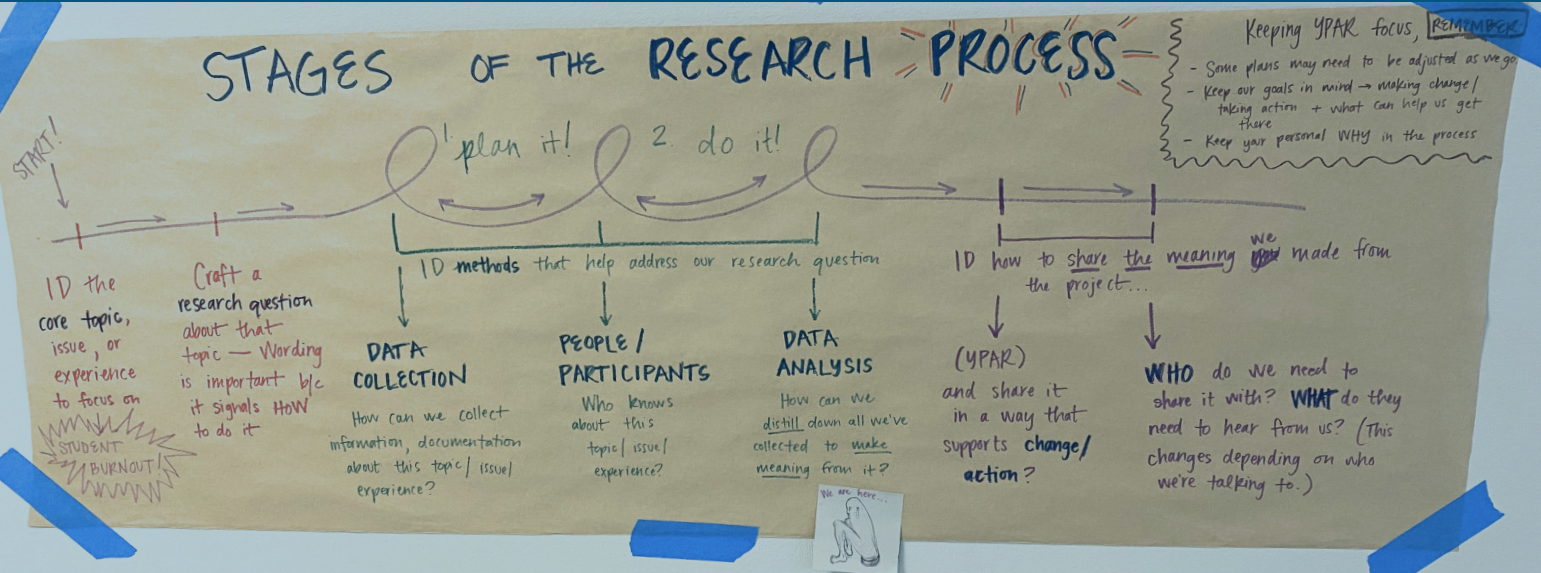 STAGES OF THE RESEARCH PROCESS
Keeping YPAR focus, REMEMBER
- Some plans may need to be adjusted as we go
- Keep our goals in mind → making change/
taking action + what can help us get
there
- Keep your personal WHY in the process
START!
1. plan it!
2. do it!
ID the
core topic,
issue, or
experience
to focus on
STUDENT
BURNOUT!
Craft a
research question
about that
topic — Wording
is important b/c
it signals HOW
to do it
ID methods that help address our research question
DATA
COLLECTION
How can we collect
information, documentation
about this topic/issue/
experience?
PEOPLE/
PARTICIPANTS
Who knows
about this
topic/issue/
experience?
DATA
ANALYSIS
How can we
distill down all we've
collected to make
meaning from it?
We are here...
ID how to share the meaning we made from
the project...
(YPAR)
and share it
in a way that
supports change/
action?
WHO do we need to
share it with? WHAT do they
need to hear from us? (This
changes depending on who
we're talking to.)